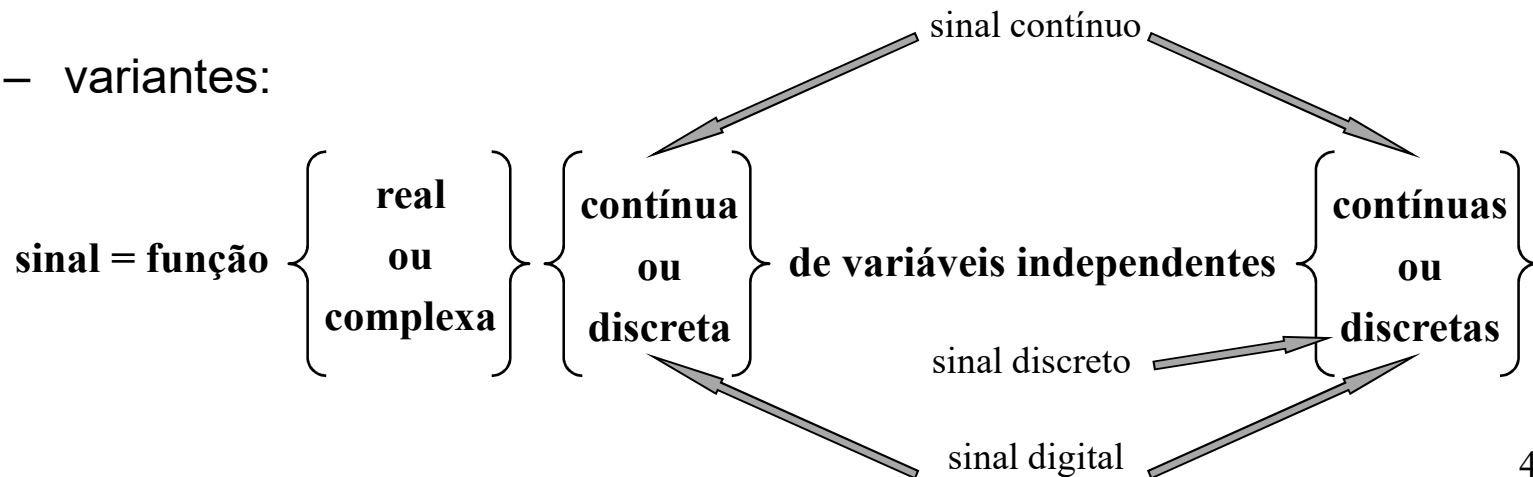 sinal contínuo
– variantes:
real contínua contínuas
sinal = função ou ou de variáveis independentes ou
complexa discreta discretas
sinal discreto
sinal digital
4